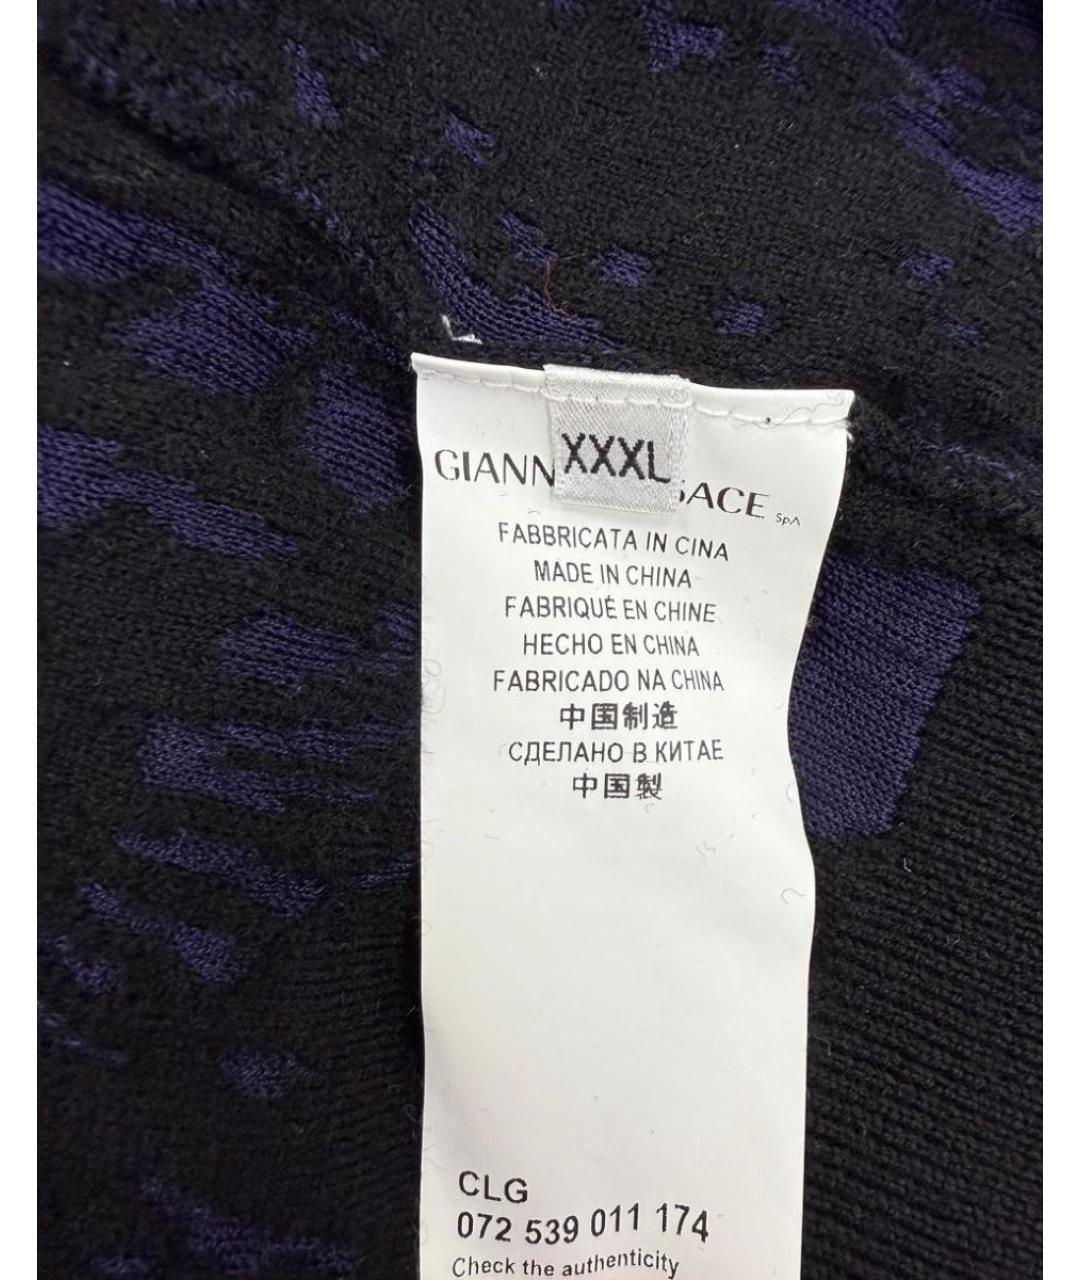 XXXL
GIANN SACE SpA
FABBRICATA IN CINA
MADE IN CHINA
FABRIQUÉ EN CHINE
HECHO EN CHINA
FABRICADO NA CHINA
中国制造
СДЕЛАНО В КИТАЕ
中国製
CLG
072 539 011 174
Check the authenticity